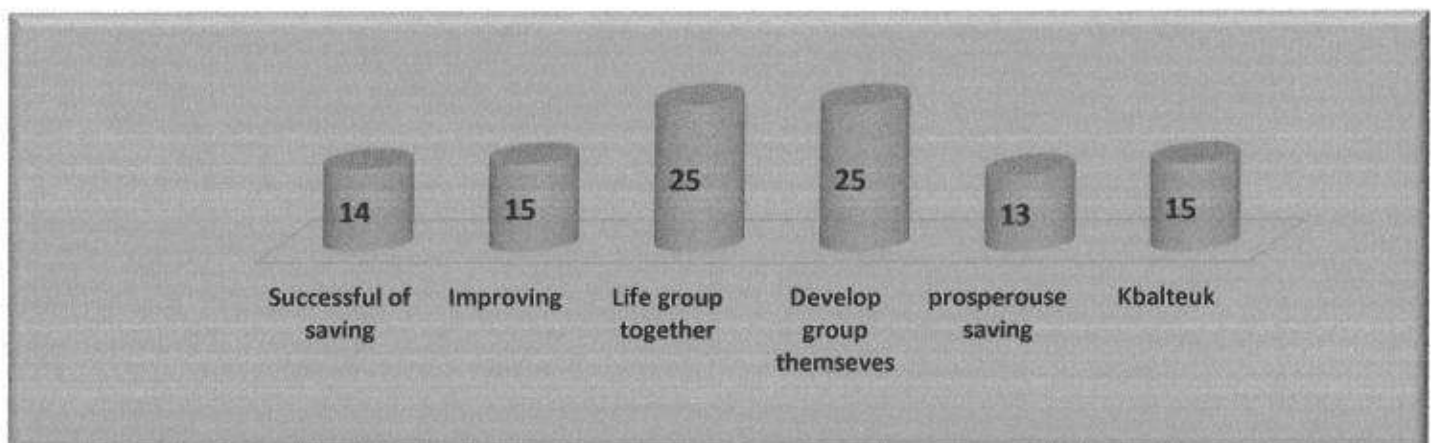 14
15
25
25
13
15
Successful of
saving
Improving
Life group
together
Develop
group
themseves
prosperouse
saving
Kbalteuk